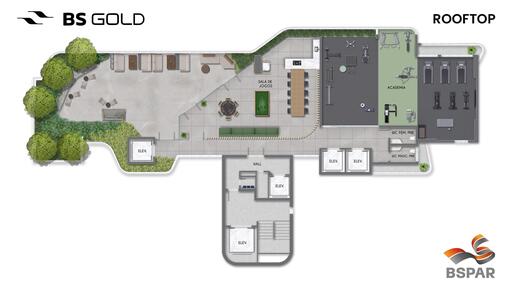 BS GOLD
ROOFTOP
SALA DE
JOGOS
ACADEMIA
WC FEM. PNE
WC MASC. PNE
ELEV.
ELEV.
ELEV.
HALL
ELEV.
ELEV.
BSPAR